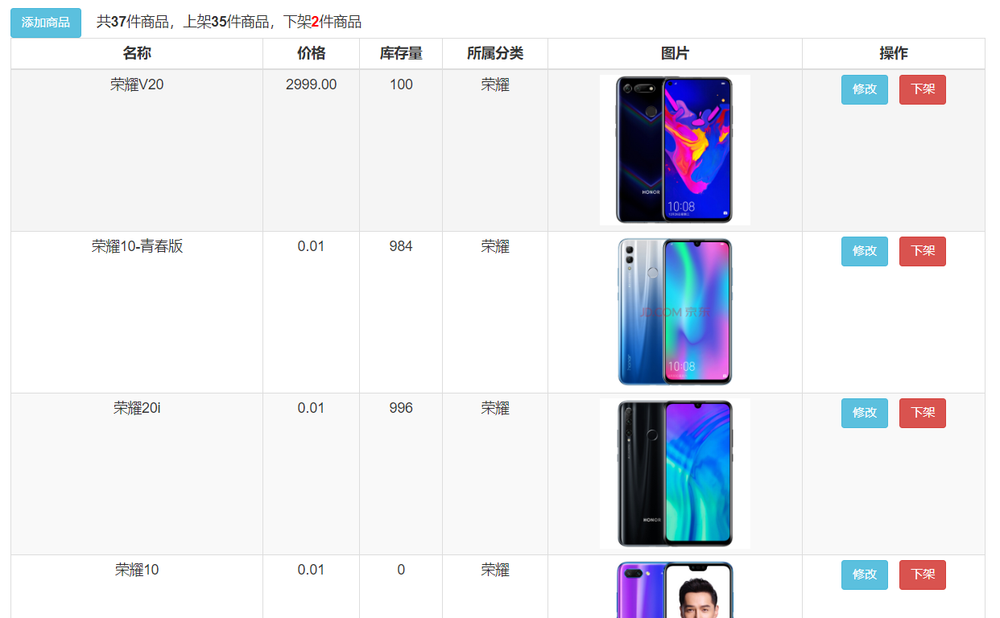 添加商品 共37件商品，上架35件商品，下架2件商品
名称 价格 库存量 所属分类 图片 操作
荣耀V20 2999.00 100 荣耀 修改 下架
HONOR
10:08
荣耀10-青春版 0.01 984 荣耀 修改 下架
JD.COM 京东
honor
10:08
荣耀20i 0.01 996 荣耀 修改 下架
HONOR
荣耀10 0.01 0 荣耀 修改 下架